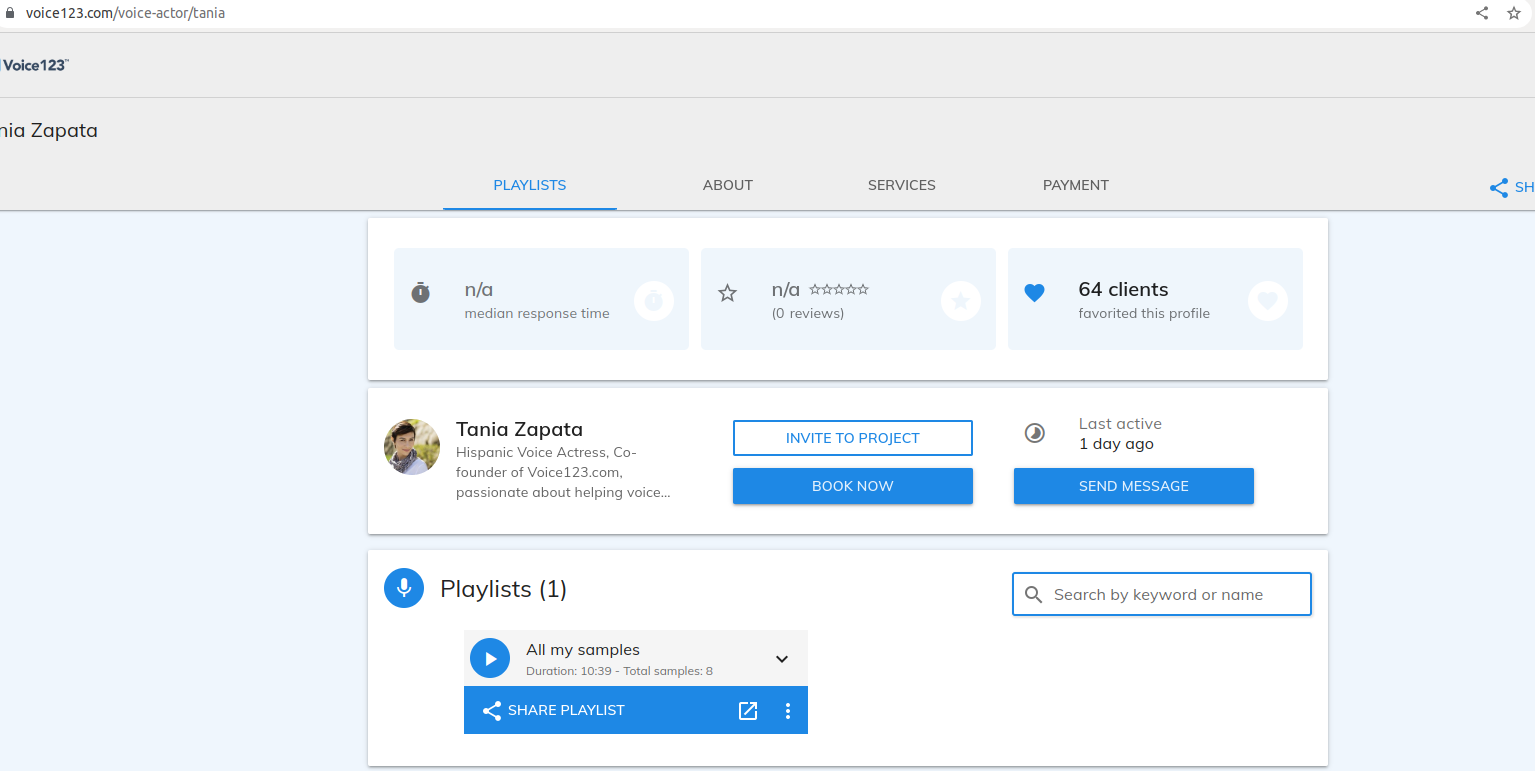 voice123.com/voice-actor/tania
Voice123™
nia Zapata
PLAYLISTS
ABOUT
SERVICES
PAYMENT
SH
n/a
median response time
n/a
(0 reviews)
64 clients
favorited this profile
Tania Zapata
Hispanic Voice Actress, Co-
founder of Voice123.com,
passionate about helping voice...
INVITE TO PROJECT
BOOK NOW
Last active
1 day ago
SEND MESSAGE
Playlists (1)
Search by keyword or name
All my samples
Duration: 10:39 - Total samples: 8
SHARE PLAYLIST